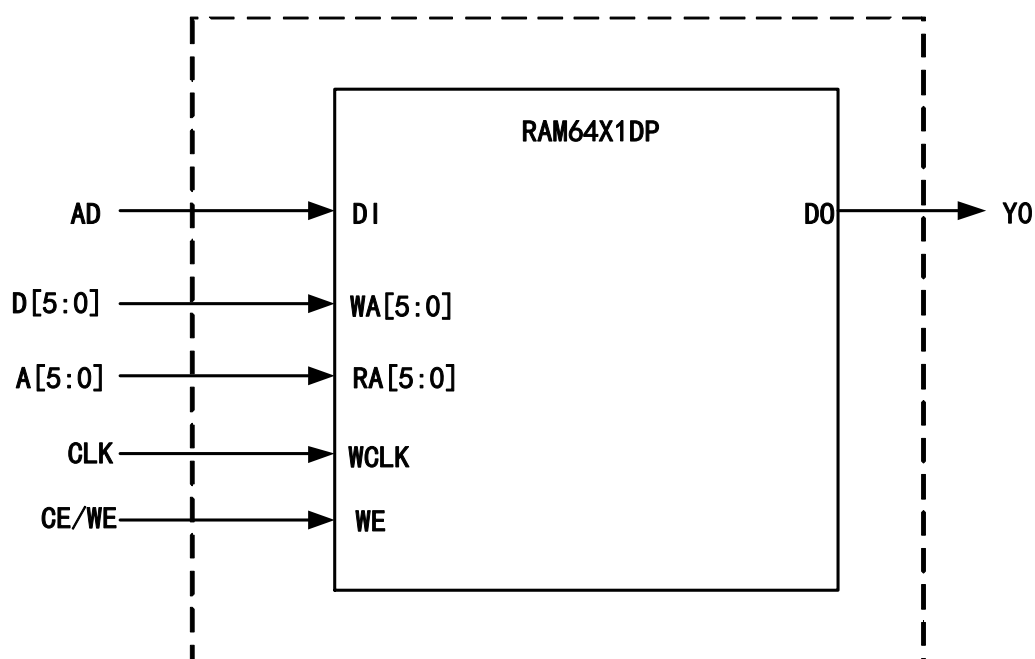 RAM64X1DP
AD
DI
DO
Y0
D[5:0]
WA[5:0]
A[5:0]
RA[5:0]
CLK
WCLK
CE/WE
WE